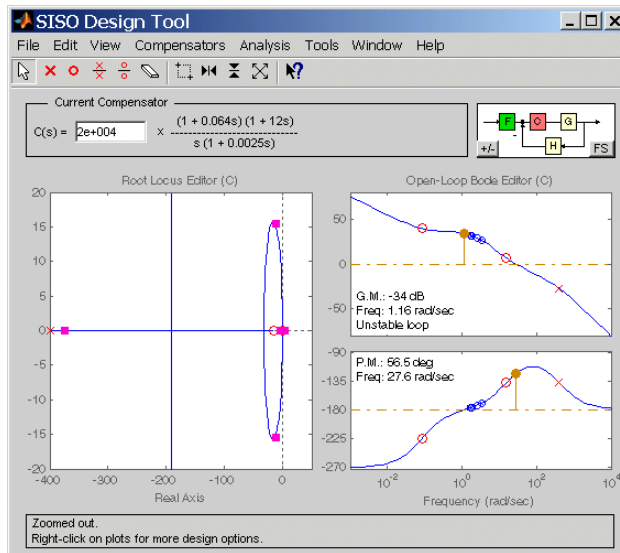 SISO Design Tool
File Edit View Compensators Analysis Tools Window Help
Current Compensator
C(s) = 2e+004 x (1 + 0.064s) (1 + 12s)
s (1 + 0.0025s)
F C G
H
+/- FS
Root Locus Editor (C)
20
15
10
5
0
-5
-10
-15
-20
-400 -300 -200 -100 0
Real Axis
Open-Loop Bode Editor (C)
50
0
-50
G.M.: -34 dB
Freq: 1.16 rad/sec
Unstable loop
-90
-135
-180
-225
-270
P.M.: 56.5 deg
Freq: 27.6 rad/sec
10^-2 10^0 10^2 10^4
Frequency (rad/sec)
Zoomed out.
Right-click on plots for more design options.